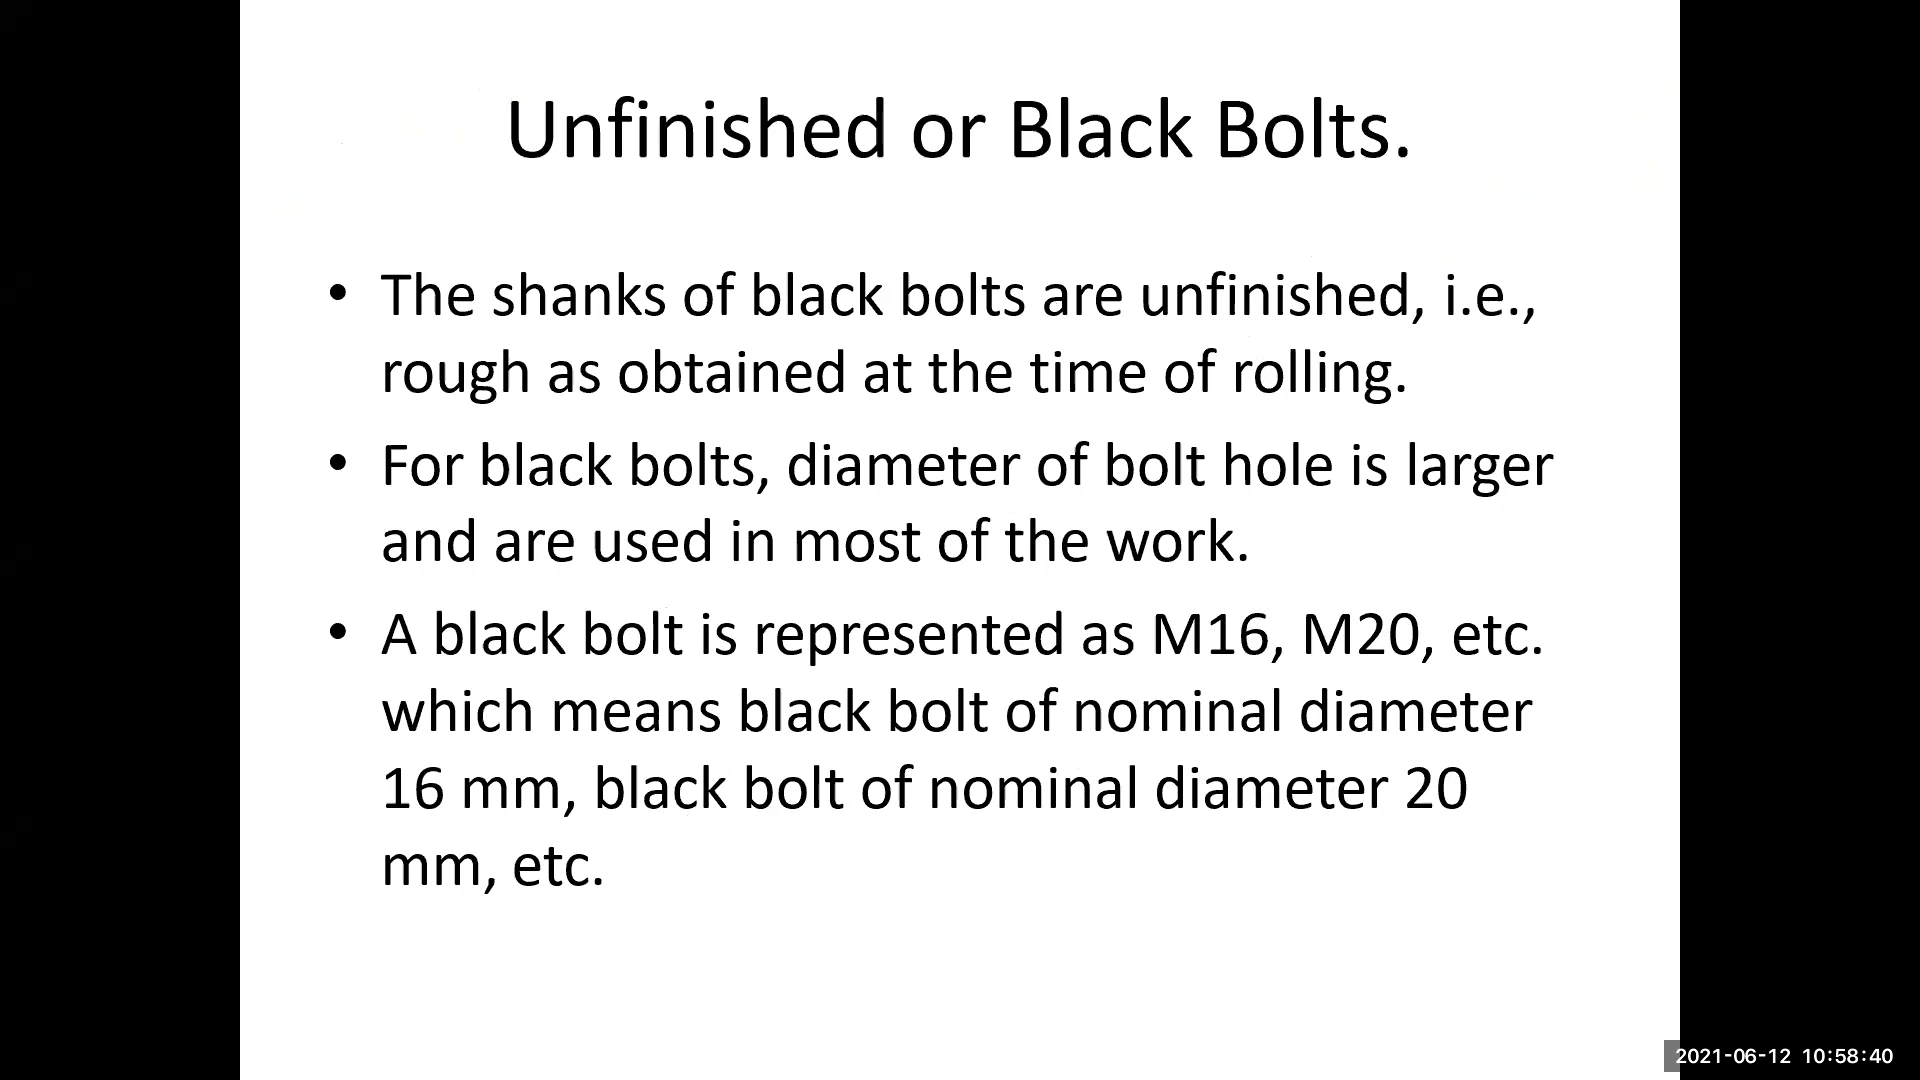 Unfinished or Black Bolts.
• The shanks of black bolts are unfinished, i.e.,
rough as obtained at the time of rolling.
• For black bolts, diameter of bolt hole is larger
and are used in most of the work.
• A black bolt is represented as M16, M20, etc.
which means black bolt of nominal diameter
16 mm, black bolt of nominal diameter 20
mm, etc.
2021-06-12 10:58:40